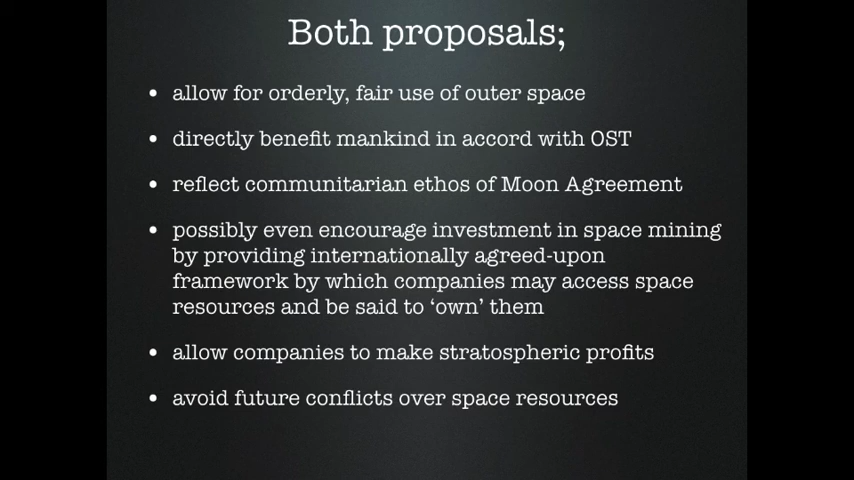 Both proposals;
• allow for orderly, fair use of outer space
• directly benefit mankind in accord with OST
• reflect communitarian ethos of Moon Agreement
• possibly even encourage investment in space mining
by providing internationally agreed-upon
framework by which companies may access space
resources and be said to ‘own’ them
• allow companies to make stratospheric profits
• avoid future conflicts over space resources